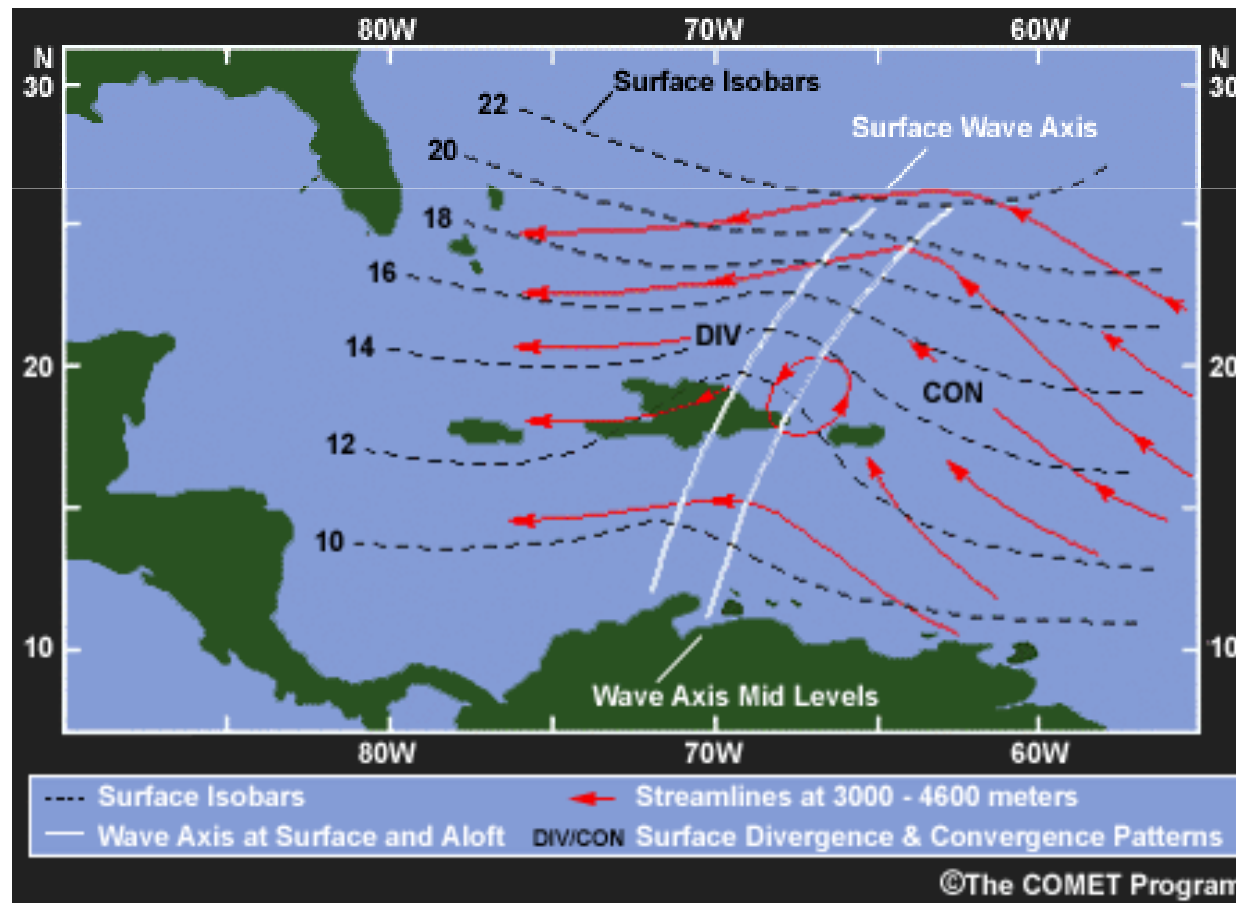 80W 70W 60W
N N
30 30
Surface Isobars
22
Surface Wave Axis
20
18
16
DIV
14
20 20
CON
12
10
10 10
Wave Axis Mid Levels
80W 70W 60W
Surface Isobars Streamlines at 3000 - 4600 meters
Wave Axis at Surface and Aloft DIV/CON Surface Divergence & Convergence Patterns
©The COMET Program